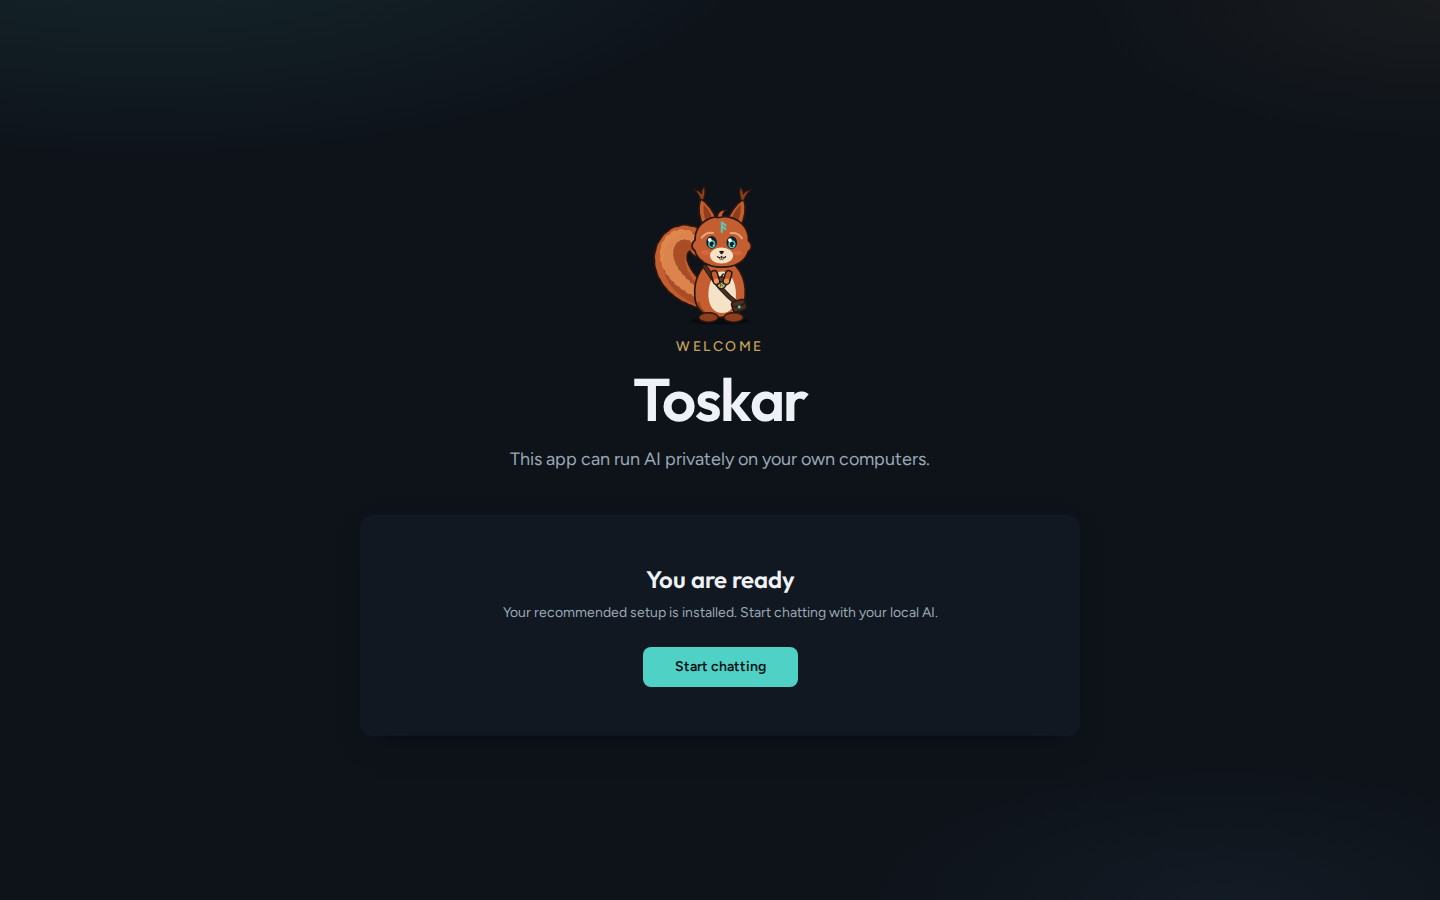 WELCOME
Toskar
This app can run AI privately on your own computers.
You are ready
Your recommended setup is installed. Start chatting with your local AI.
Start chatting